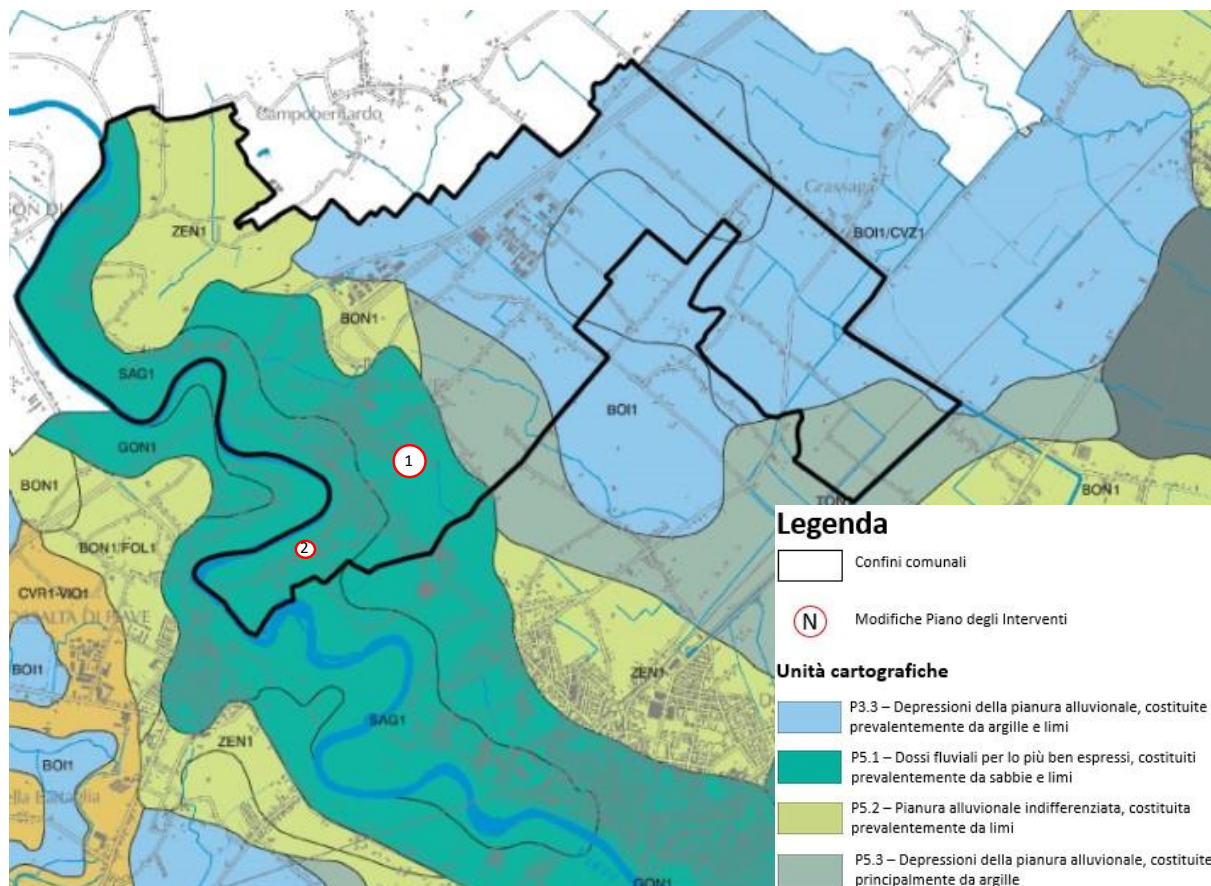 Campobernardo
ZEN1
Grassaga
BOI1/CVZ1
BON1
SAG1
BOI1
GON1
1
BON1
BON1
BON1/FOL1
2
CVR1-VIO1
BOI1
ZEN1
SAG1
ZEN1
BOI1
GON1
Legenda
Confini comunali
N
Modifiche Piano degli Interventi
Unità cartografiche
P3.3 – Depressioni della pianura alluvionale, costituite
prevalentemente da argille e limi
P5.1 – Dossi fluviali per lo più ben espressi, costituiti
prevalentemente da sabbie e limi
P5.2 – Pianura alluvionale indifferenziata, costituita
prevalentemente da limi
P5.3 – Depressioni della pianura alluvionale, costituite
principalmente da argille